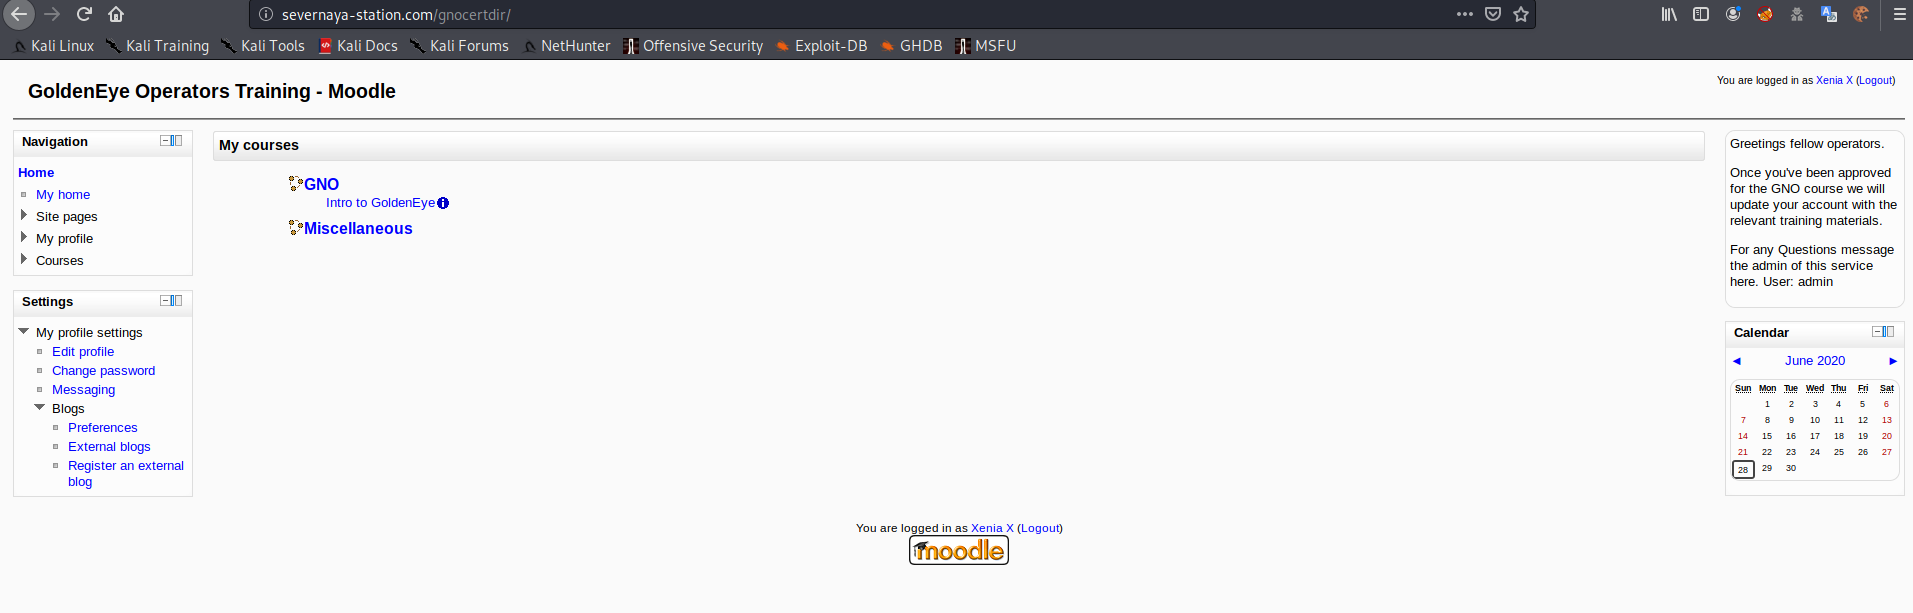 severnaya-station.com/gnocertdir/
Kali Linux Kali Training Kali Tools Kali Docs Kali Forums NetHunter Offensive Security Exploit-DB GHDB MSFU
GoldenEye Operators Training - Moodle
You are logged in as Xenia X (Logout)
Navigation
Home
My home
Site pages
My profile
Courses
Settings
My profile settings
Edit profile
Change password
Messaging
Blogs
Preferences
External blogs
Register an external
blog
My courses
GNO
Intro to GoldenEye
Miscellaneous
Greetings fellow operators.
Once you've been approved
for the GNO course we will
update your account with the
relevant training materials.
For any Questions message
the admin of this service
here. User: admin
Calendar
◄ June 2020 ►
Sun Mon Tue Wed Thu Fri Sat
1 2 3 4 5 6
7 8 9 10 11 12 13
14 15 16 17 18 19 20
21 22 23 24 25 26 27
28 29 30
You are logged in as Xenia X (Logout)
moodle